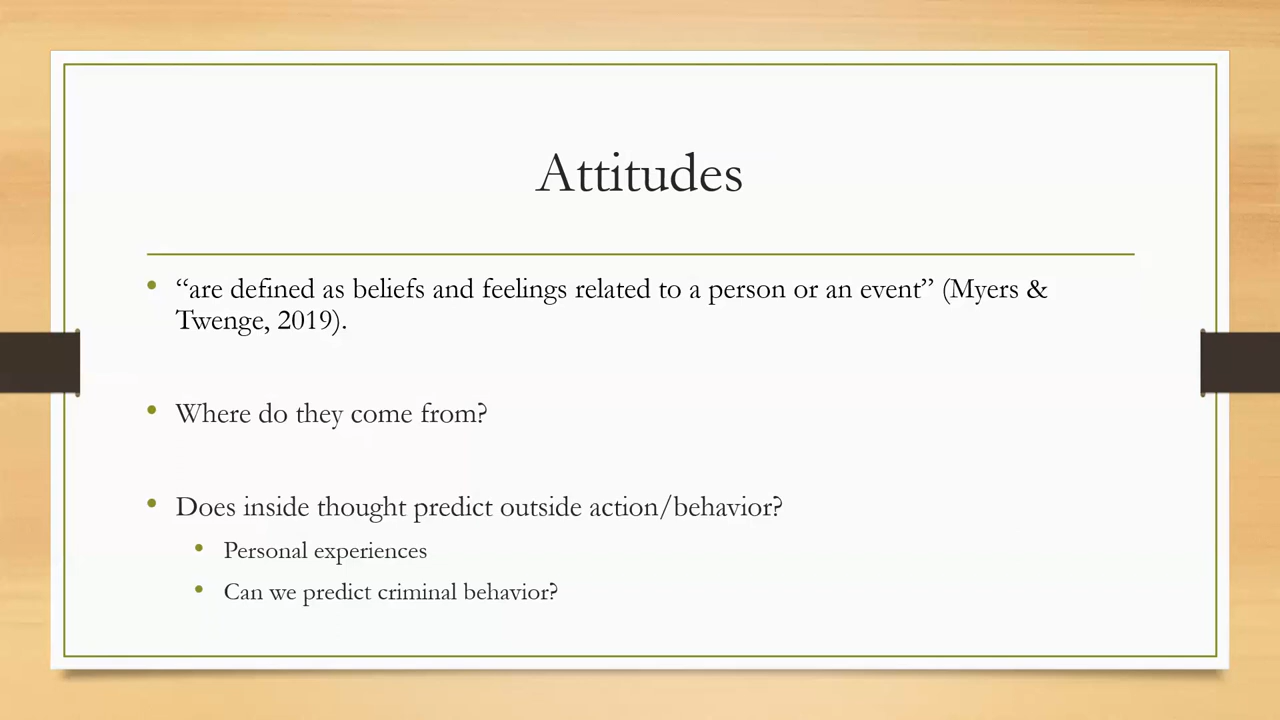 Attitudes
• “are defined as beliefs and feelings related to a person or an event” (Myers &
Twenge, 2019).
• Where do they come from?
• Does inside thought predict outside action/behavior?
• Personal experiences
• Can we predict criminal behavior?